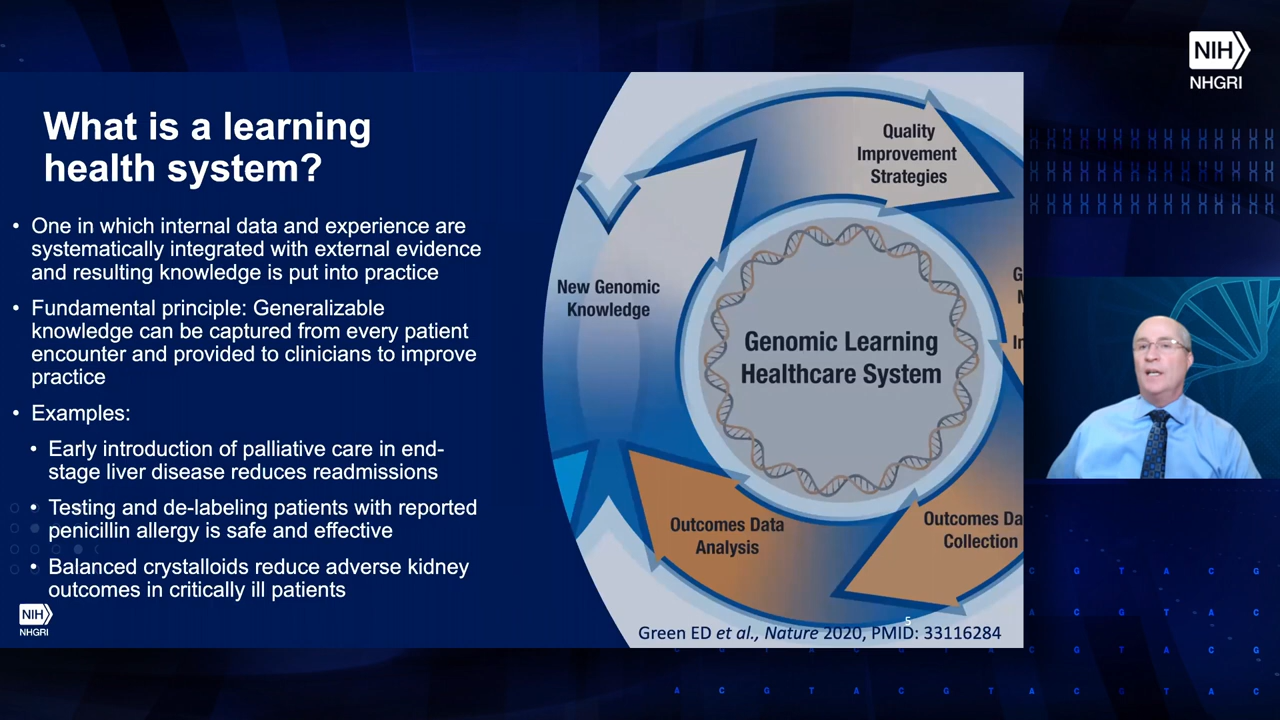 NIH
NHGRI
What is a learning
health system?
• One in which internal data and experience are
systematically integrated with external evidence
and resulting knowledge is put into practice
• Fundamental principle: Generalizable
knowledge can be captured from every patient
encounter and provided to clinicians to improve
practice
• Examples:
• Early introduction of palliative care in end-
stage liver disease reduces readmissions
• Testing and de-labeling patients with reported
penicillin allergy is safe and effective
• Balanced crystalloids reduce adverse kidney
outcomes in critically ill patients
NIH
NHGRI
Quality
Improvement
Strategies
New Genomic
Knowledge
Genomic Learning
Healthcare System
Outcomes Data
Analysis
Outcomes Da
Collection
5
Green ED et al., Nature 2020, PMID: 33116284
C G T A C G
T A C
A C G
A C G T A C G T A C G T A C